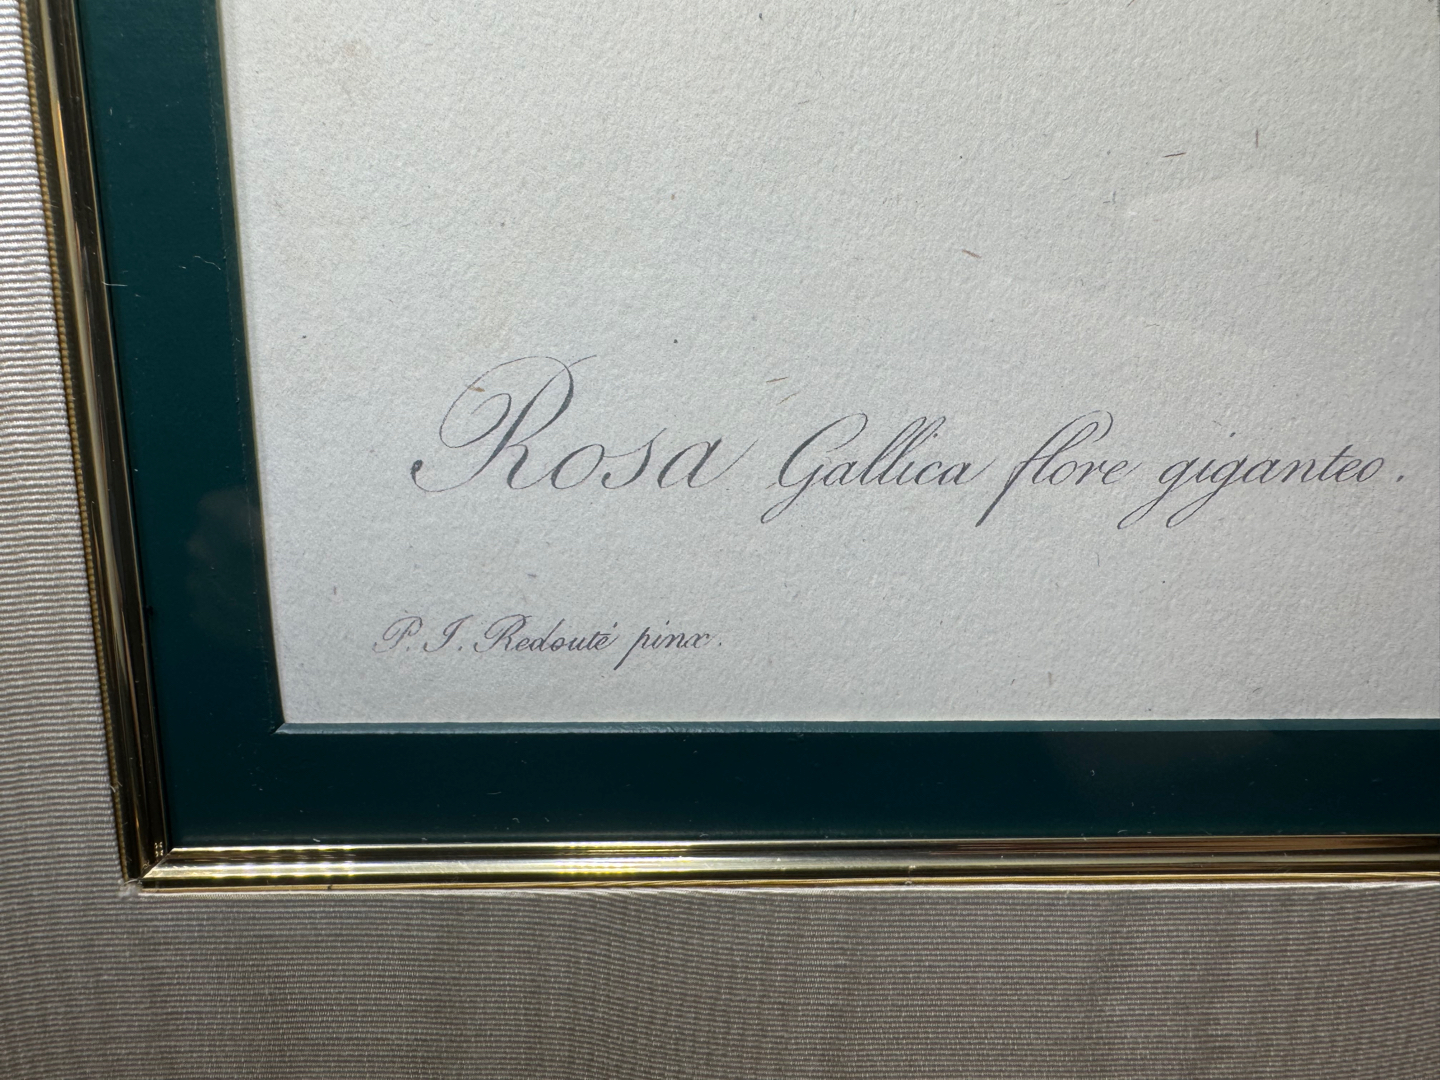 Rosa Gallica flore giganteo.
P. J. Redouté pinx.